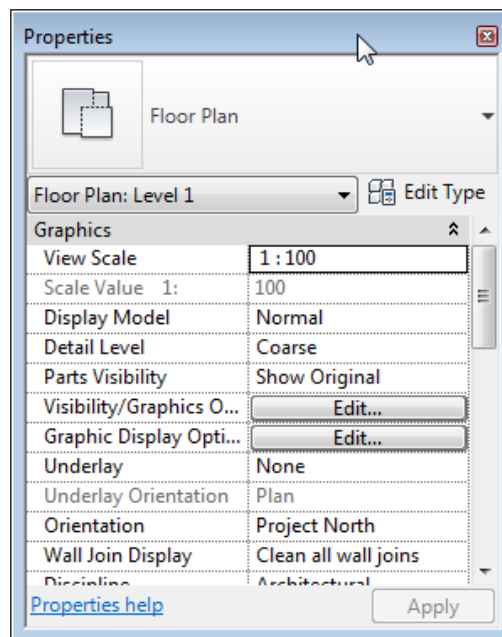 Properties
Floor Plan
Floor Plan: Level 1 Edit Type
Graphics
View Scale 1 : 100
Scale Value 1: 100
Display Model Normal
Detail Level Coarse
Parts Visibility Show Original
Visibility/Graphics O... Edit...
Graphic Display Opti... Edit...
Underlay None
Underlay Orientation Plan
Orientation Project North
Wall Join Display Clean all wall joins
Discipline Architectural
Properties help Apply